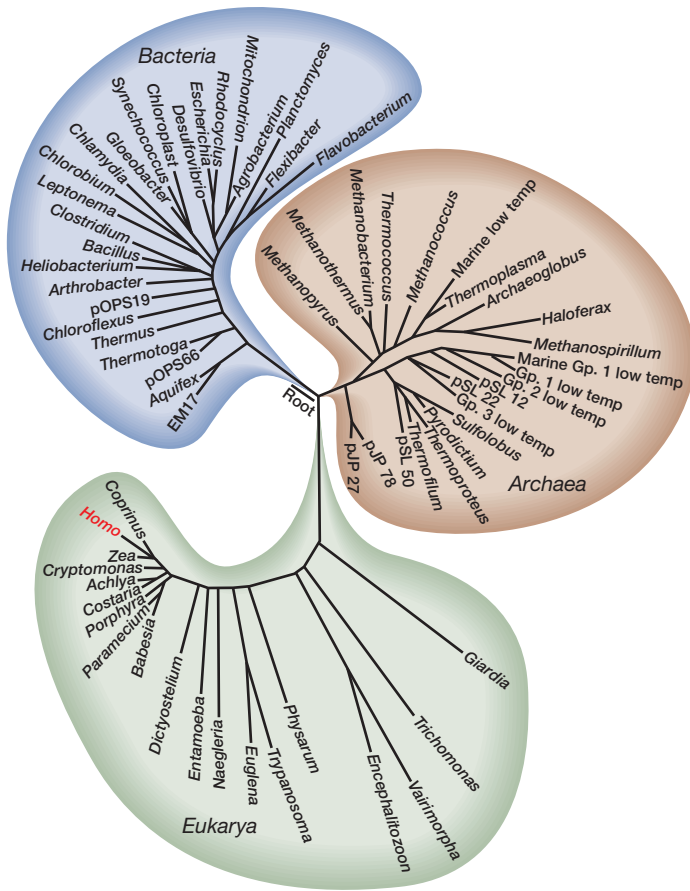 Bacteria
Mitochondrion
Rhodocyclus
Escherichia
Desulfovibrio
Chloroplast
Synechococcus
Gloeobacter
Chlamydia
Chlorobium
Leptonema
Clostridium
Bacillus
Heliobacterium
Arthrobacter
pOPS19
Chloroflexus
Thermus
Thermotoga
pOPS66
Aquifex
EM17
Agrobacterium
Planctomyces
Flexibacter
Flavobacterium
Root
Methanopyrus
Methanothermus
Methanobacterium
Thermococcus
Methanococcus
Marine low temp
Thermoplasma
Archaeoglobus
Haloferax
Methanospirillum
Marine Gp. 1 low temp
Gp. 1 low temp
Gp. 2 low temp
pSL 12
pSL 22
Gp. 3 low temp
Sulfolobus
Pyrodictium
Thermoproteus
Thermofilum
pSL 50
pJP 78
pJP 27
Archaea
Coprinus
Homo
Zea
Cryptomonas
Achlya
Costaria
Porphyra
Paramecium
Babesia
Dictyostelium
Entamoeba
Naegleria
Euglena
Trypanosoma
Physarum
Encephalitozoon
Vairimorpha
Trichomonas
Giardia
Eukarya